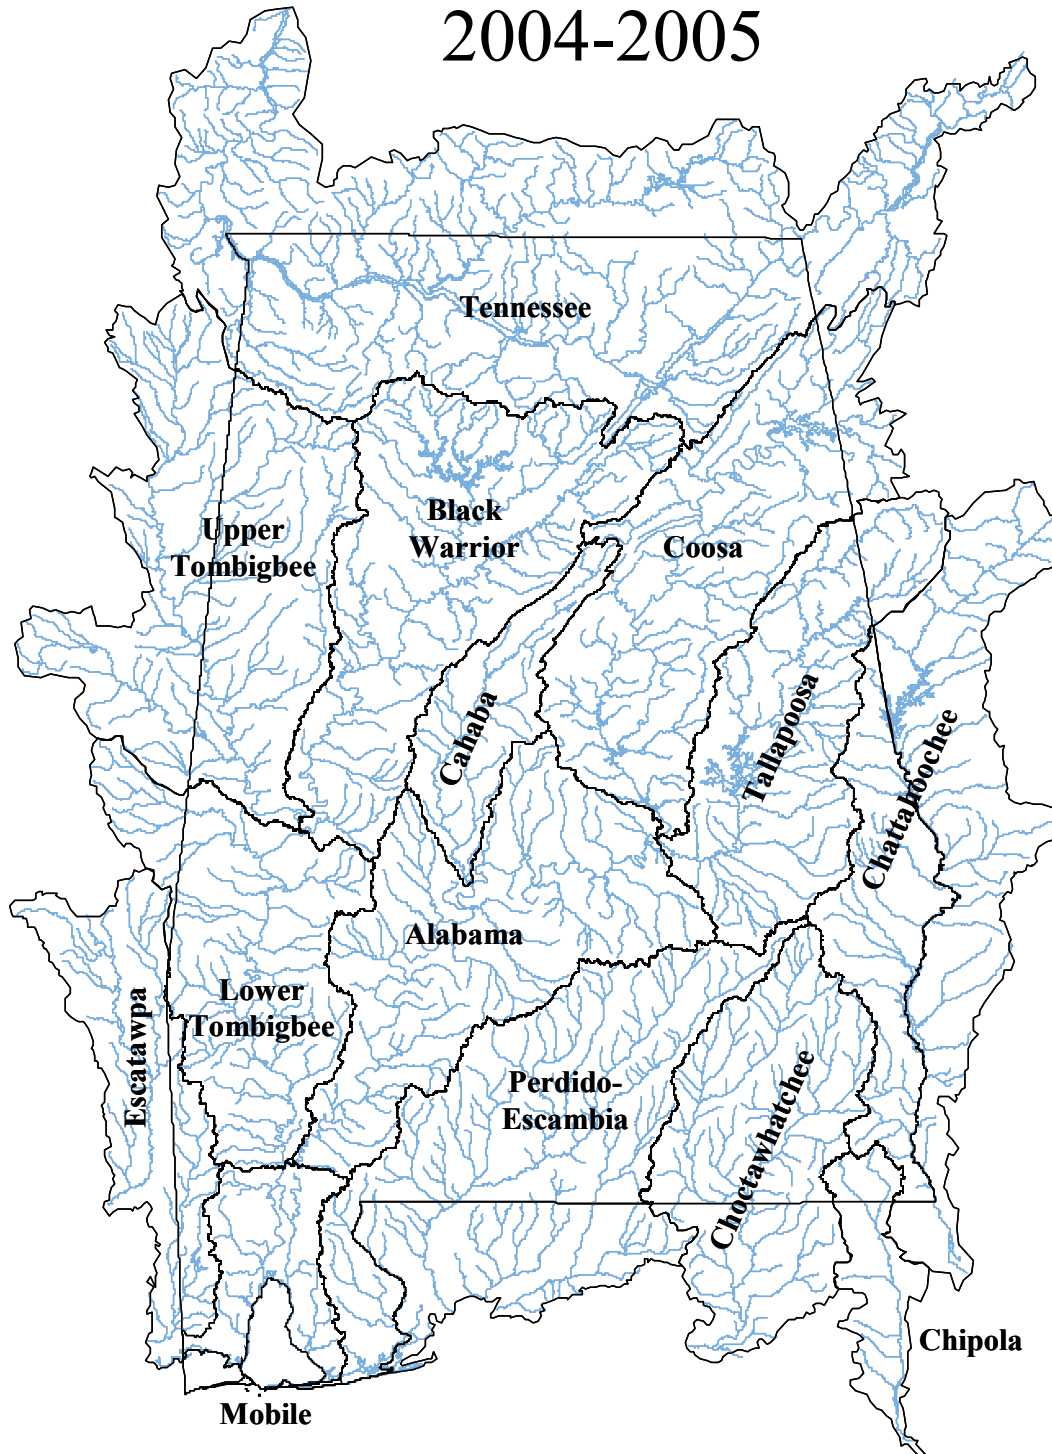 2004-2005
Tennessee
Black
Warrior
Upper
Tombigbee
Coosa
Cahaba
Tallapoosa
Chattahoochee
Alabama
Lower
Tombigbee
Escatawpa
Perdido-
Escambia
Choctawhatchee
Chipola
Mobile